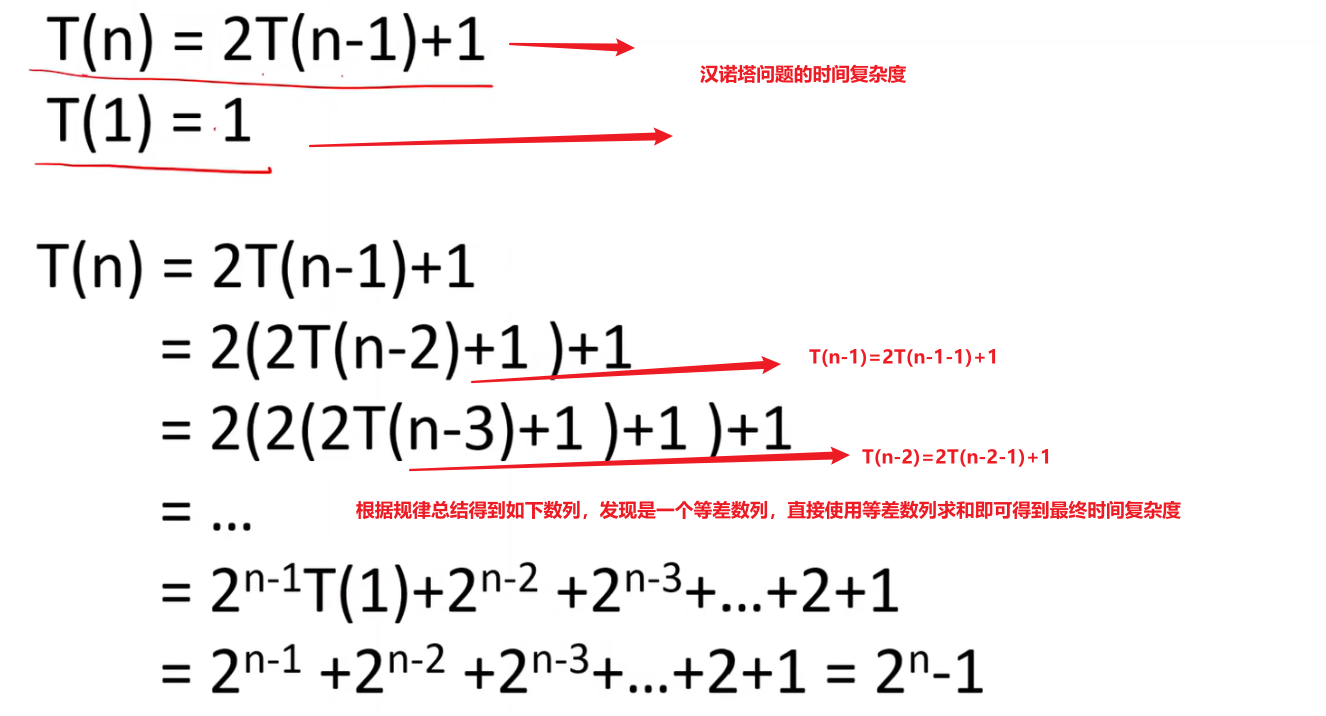 T(n) = 2T(n-1)+1
汉诺塔问题的时间复杂度
T(1) = 1
T(n) = 2T(n-1)+1
= 2(2T(n-2)+1 )+1
T(n-1)=2T(n-1-1)+1
= 2(2(2T(n-3)+1 )+1 )+1
T(n-2)=2T(n-2-1)+1
= ...
根据规律总结得到如下数列，发现是一个等差数列，直接使用等差数列求和即可得到最终时间复杂度
= 2ⁿ⁻¹T(1)+2ⁿ⁻² +2ⁿ⁻³+...+2+1
= 2ⁿ⁻¹ +2ⁿ⁻² +2ⁿ⁻³+...+2+1 = 2ⁿ-1